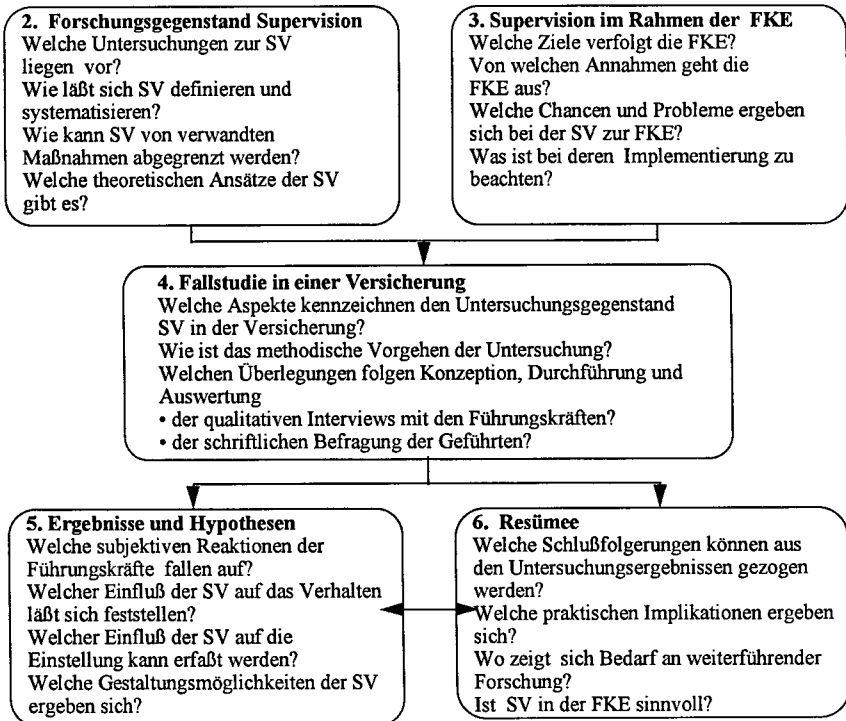 2. Forschungsgegenstand Supervision
Welche Untersuchungen zur SV
liegen vor?
Wie läßt sich SV definieren und
systematisieren?
Wie kann SV von verwandten
Maßnahmen abgegrenzt werden?
Welche theoretischen Ansätze der SV
gibt es?
3. Supervision im Rahmen der FKE
Welche Ziele verfolgt die FKE?
Von welchen Annahmen geht die
FKE aus?
Welche Chancen und Probleme ergeben
sich bei der SV zur FKE?
Was ist bei deren Implementierung zu
beachten?
4. Fallstudie in einer Versicherung
Welche Aspekte kennzeichnen den Untersuchungsgegenstand
SV in der Versicherung?
Wie ist das methodische Vorgehen der Untersuchung?
Welchen Überlegungen folgen Konzeption, Durchführung und
Auswertung
• der qualitativen Interviews mit den Führungskräften?
• der schriftlichen Befragung der Geführten?
5. Ergebnisse und Hypothesen
Welche subjektiven Reaktionen der
Führungskräfte fallen auf?
Welcher Einfluß der SV auf das Verhalten
läßt sich feststellen?
Welcher Einfluß der SV auf die
Einstellung kann erfaßt werden?
Welche Gestaltungsmöglichkeiten der SV
ergeben sich?
6. Resümee
Welche Schlußfolgerungen können aus
den Untersuchungsergebnissen gezogen
werden?
Welche praktischen Implikationen ergeben
sich?
Wo zeigt sich Bedarf an weiterführender
Forschung?
Ist SV in der FKE sinnvoll?